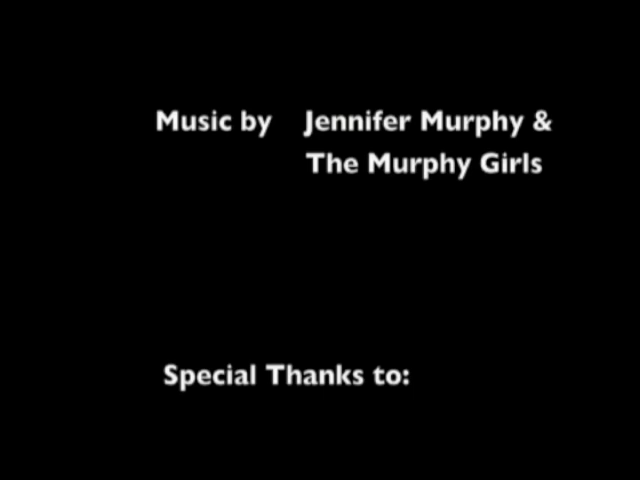 Music by Jennifer Murphy &
The Murphy Girls
Special Thanks to: